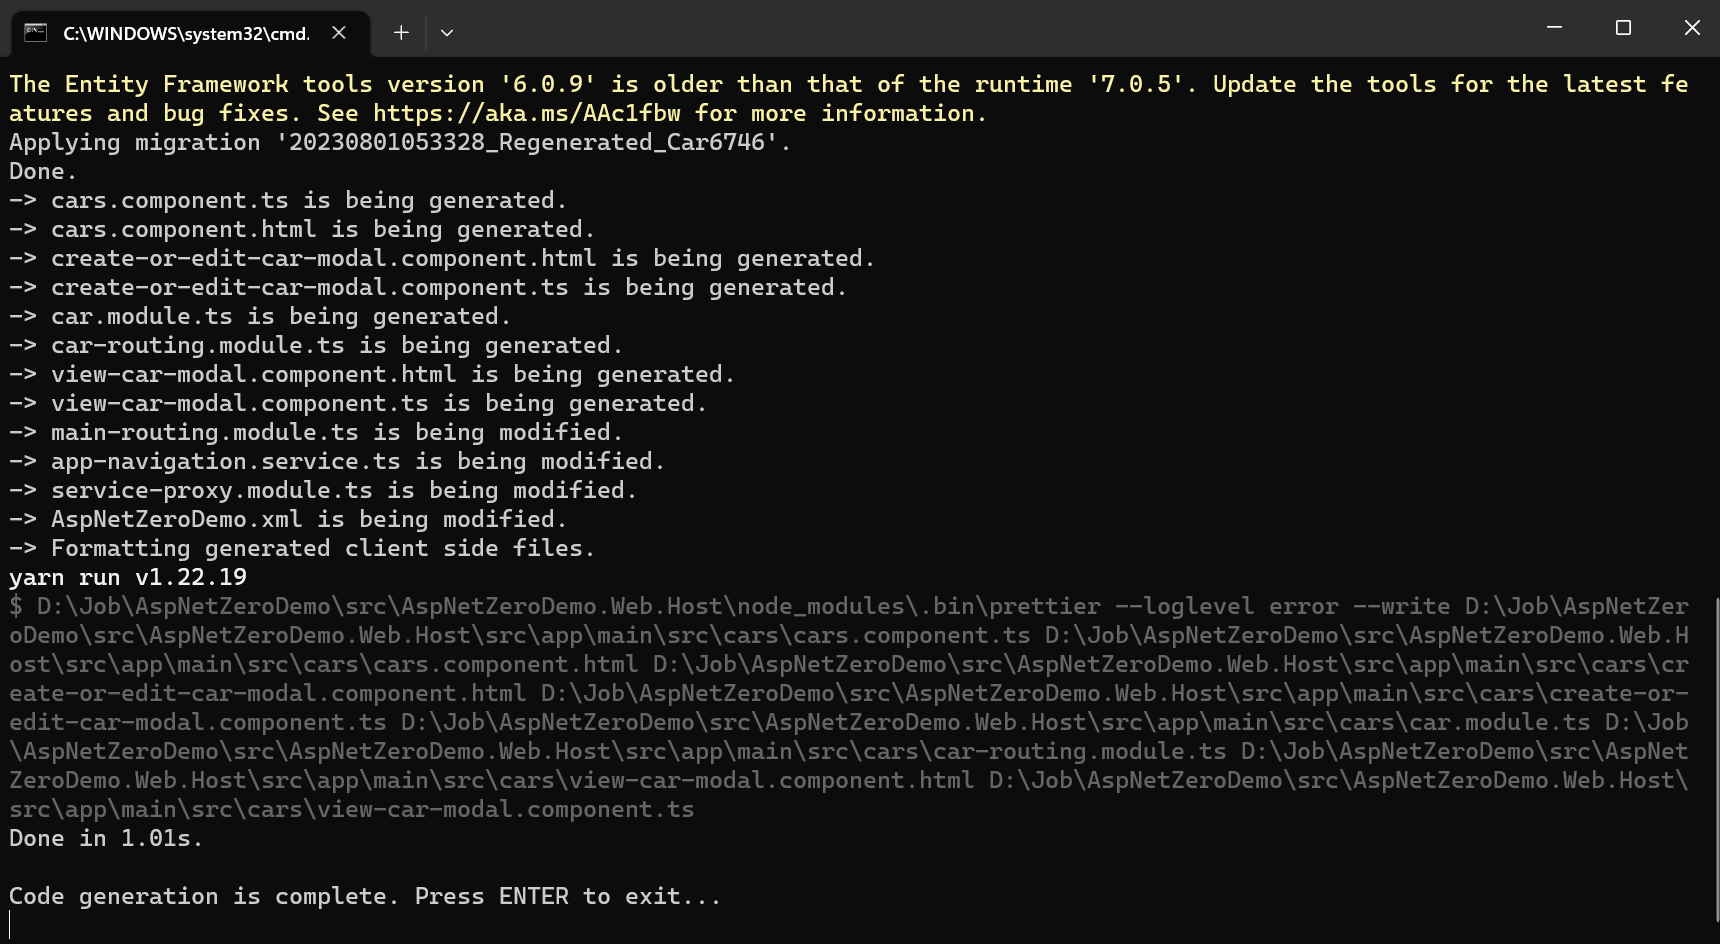 C:\WINDOWS\system32\cmd.
The Entity Framework tools version '6.0.9' is older than that of the runtime '7.0.5'. Update the tools for the latest fe
atures and bug fixes. See https://aka.ms/AAc1fbw for more information.
Applying migration '20230801053328_Regenerated_Car6746'.
Done.
-> cars.component.ts is being generated.
-> cars.component.html is being generated.
-> create-or-edit-car-modal.component.html is being generated.
-> create-or-edit-car-modal.component.ts is being generated.
-> car.module.ts is being generated.
-> car-routing.module.ts is being generated.
-> view-car-modal.component.html is being generated.
-> view-car-modal.component.ts is being generated.
-> main-routing.module.ts is being modified.
-> app-navigation.service.ts is being modified.
-> service-proxy.module.ts is being modified.
-> AspNetZeroDemo.xml is being modified.
-> Formatting generated client side files.
yarn run v1.22.19
$ D:\Job\AspNetZeroDemo\src\AspNetZeroDemo.Web.Host\node_modules\.bin\prettier --loglevel error --write D:\Job\AspNetZer
oDemo\src\AspNetZeroDemo.Web.Host\src\app\main\src\cars\cars.component.ts D:\Job\AspNetZeroDemo\src\AspNetZeroDemo.Web.H
ost\src\app\main\src\cars\cars.component.html D:\Job\AspNetZeroDemo\src\AspNetZeroDemo.Web.Host\src\app\main\src\cars\cr
eate-or-edit-car-modal.component.html D:\Job\AspNetZeroDemo\src\AspNetZeroDemo.Web.Host\src\app\main\src\cars\create-or-
edit-car-modal.component.ts D:\Job\AspNetZeroDemo\src\AspNetZeroDemo.Web.Host\src\app\main\src\cars\car.module.ts D:\Job
\AspNetZeroDemo\src\AspNetZeroDemo.Web.Host\src\app\main\src\cars\car-routing.module.ts D:\Job\AspNetZeroDemo\src\AspNet
ZeroDemo.Web.Host\src\app\main\src\cars\view-car-modal.component.html D:\Job\AspNetZeroDemo\src\AspNetZeroDemo.Web.Host\
src\app\main\src\cars\view-car-modal.component.ts
Done in 1.01s.
Code generation is complete. Press ENTER to exit...